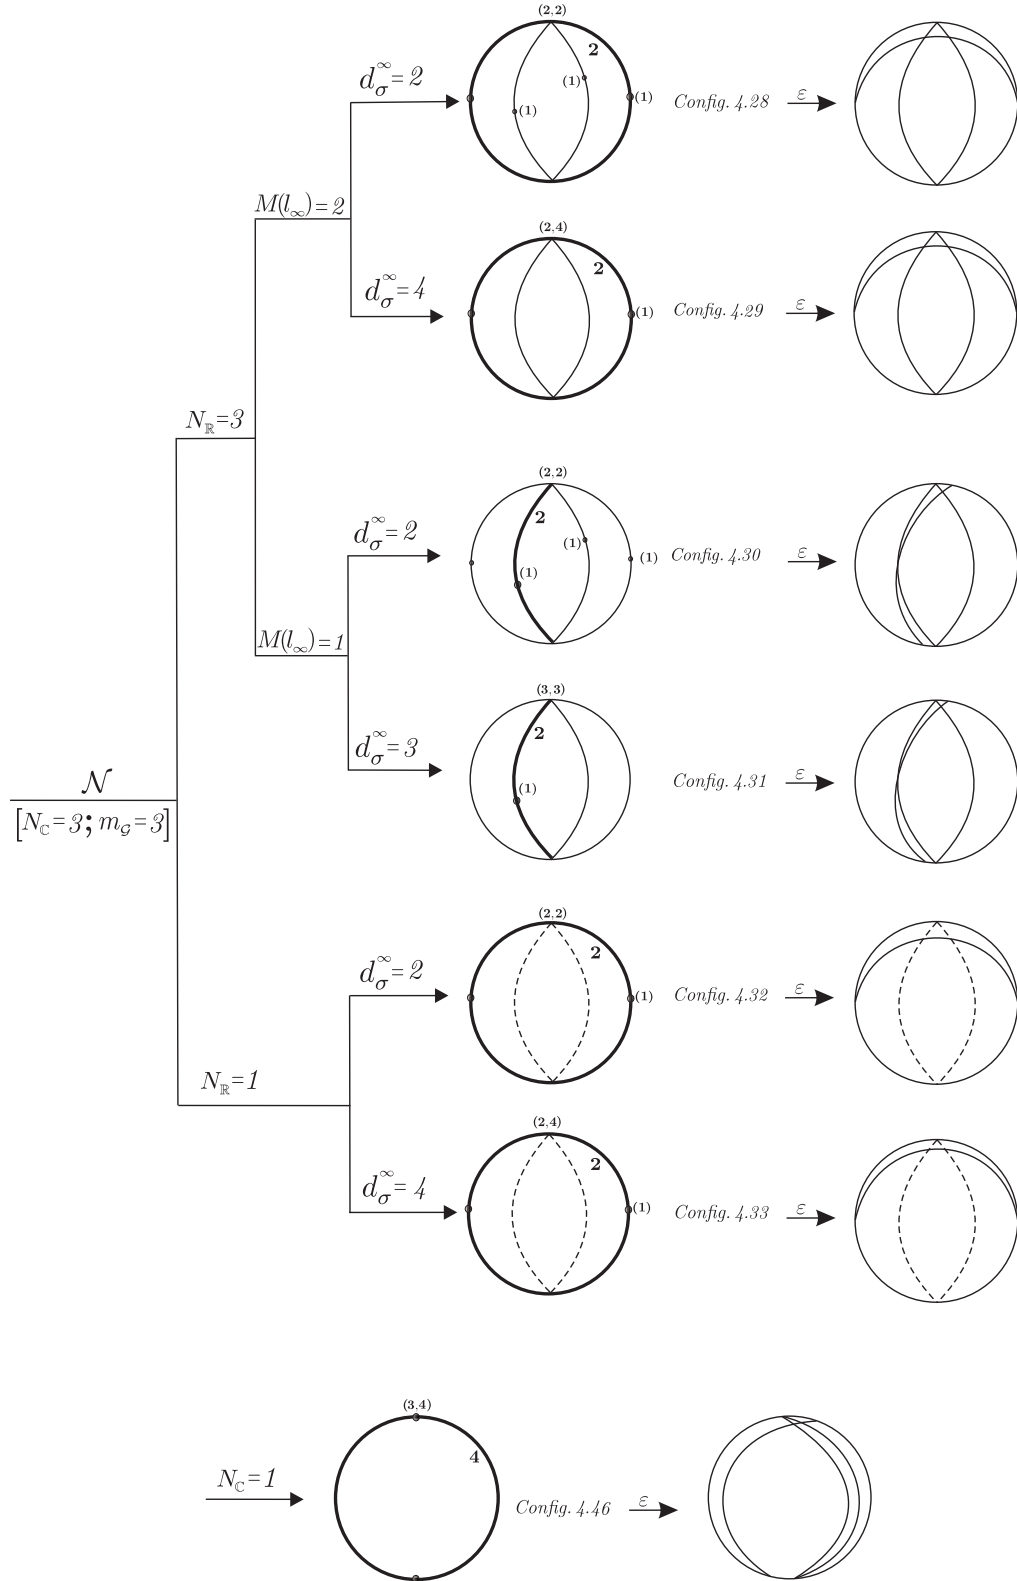 (2,2)
2
d_σ^∞=2
(1)
(1)
(1)
Config. 4.28
ε
M(l_∞)=2
(2,4)
2
d_σ^∞=4
(1)
Config. 4.29
ε
N_ℝ=3
(2,2)
2
d_σ^∞=2
(1)
(1)
(1)
Config. 4.30
ε
M(l_∞)=1
(3,3)
2
d_σ^∞=3
(1)
Config. 4.31
ε
𝒩
[N_ℂ=3; m_𝒢=3]
(2,2)
2
d_σ^∞=2
(1)
Config. 4.32
ε
N_ℝ=1
(2,4)
2
d_σ^∞=4
(1)
Config. 4.33
ε
(3,4)
4
N_ℂ=1
Config. 4.46
ε